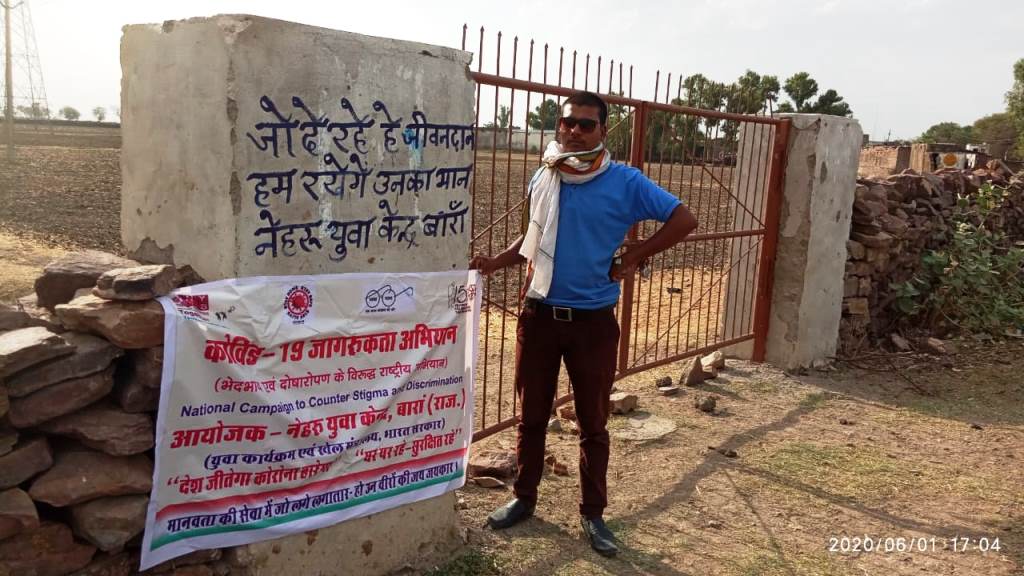 जो दे रहे हे जीवनदान
हम रखेगें उनका मान
नेहरू युवा केन्द्र बाराँ
कोविड-19 जागरूकता अभियान
(भेदभाव एवं दोषारोपण के विरूद्ध राष्ट्रीय अभियान)
National Campaign to Counter Stigma and Discrimination
आयोजक - नेहरू युवा केन्द्र, बारां (राज.)
(युवा कार्यक्रम एवं खेल मंत्रालय, भारत सरकार)
"देश जीतेगा कोरोना हारेगा" "घर पर रहे-सुरक्षित रहे"
मानवता की सेवा में जो लगे लगातार- हो उन वीरों की जय जयकार।
2020/06/01 17:04